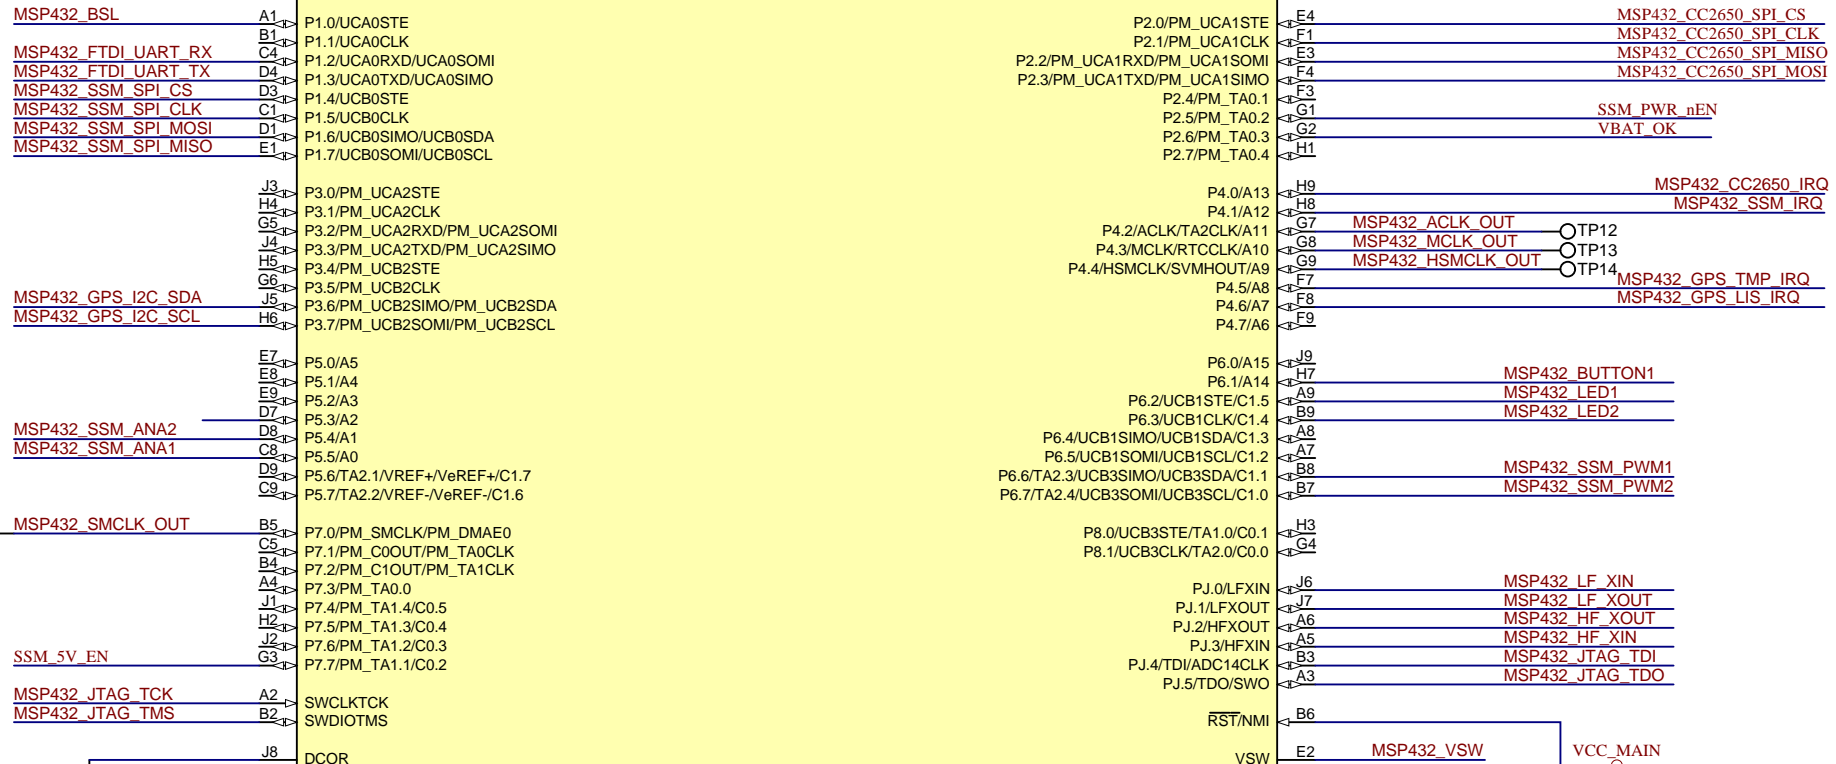 MSP432_BSL A1 P1.0/UCA0STE P2.0/PM_UCA1STE E4 MSP432_CC2650_SPI_CS
B1 P1.1/UCA0CLK P2.1/PM_UCA1CLK F1 MSP432_CC2650_SPI_CLK
MSP432_FTDI_UART_RX C4 P1.2/UCA0RXD/UCA0SOMI P2.2/PM_UCA1RXD/PM_UCA1SOMI E3 MSP432_CC2650_SPI_MISO
MSP432_FTDI_UART_TX D4 P1.3/UCA0TXD/UCA0SIMO P2.3/PM_UCA1TXD/PM_UCA1SIMO F4 MSP432_CC2650_SPI_MOSI
MSP432_SSM_SPI_CS D3 P1.4/UCB0STE P2.4/PM_TA0.1 F3
MSP432_SSM_SPI_CLK C1 P1.5/UCB0CLK P2.5/PM_TA0.2 G1 SSM_PWR_nEN
MSP432_SSM_SPI_MOSI D1 P1.6/UCB0SIMO/UCB0SDA P2.6/PM_TA0.3 G2 VBAT_OK
MSP432_SSM_SPI_MISO E1 P1.7/UCB0SOMI/UCB0SCL P2.7/PM_TA0.4 H1
J3 P3.0/PM_UCA2STE P4.0/A13 H9 MSP432_CC2650_IRQ
H4 P3.1/PM_UCA2CLK P4.1/A12 H8 MSP432_SSM_IRQ
G5 P3.2/PM_UCA2RXD/PM_UCA2SOMI P4.2/ACLK/TA2CLK/A11 G7 MSP432_ACLK_OUT TP12
J4 P3.3/PM_UCA2TXD/PM_UCA2SIMO P4.3/MCLK/RTCCLK/A10 G8 MSP432_MCLK_OUT TP13
H5 P3.4/PM_UCB2STE P4.4/HSMCLK/SVMHOUT/A9 G9 MSP432_HSMCLK_OUT TP14
G6 P3.5/PM_UCB2CLK P4.5/A8 F7 MSP432_GPS_TMP_IRQ
MSP432_GPS_I2C_SDA J5 P3.6/PM_UCB2SIMO/PM_UCB2SDA P4.6/A7 F8 MSP432_GPS_LIS_IRQ
MSP432_GPS_I2C_SCL H6 P3.7/PM_UCB2SOMI/PM_UCB2SCL P4.7/A6 F9
E7 P5.0/A5 P6.0/A15 J9
E8 P5.1/A4 P6.1/A14 H7 MSP432_BUTTON1
E9 P5.2/A3 P6.2/UCB1STE/C1.5 A9 MSP432_LED1
D7 P5.3/A2 P6.3/UCB1CLK/C1.4 B9 MSP432_LED2
MSP432_SSM_ANA2 D8 P5.4/A1 P6.4/UCB1SIMO/UCB1SDA/C1.3 A8
MSP432_SSM_ANA1 C8 P5.5/A0 P6.5/UCB1SOMI/UCB1SCL/C1.2 A7
D9 P5.6/TA2.1/VREF+/VeREF+/C1.7 P6.6/TA2.3/UCB3SIMO/UCB3SDA/C1.1 B8 MSP432_SSM_PWM1
C9 P5.7/TA2.2/VREF-/VeREF-/C1.6 P6.7/TA2.4/UCB3SOMI/UCB3SCL/C1.0 B7 MSP432_SSM_PWM2
MSP432_SMCLK_OUT B5 P7.0/PM_SMCLK/PM_DMAE0 P8.0/UCB3STE/TA1.0/C0.1 H3
C5 P7.1/PM_C0OUT/PM_TA0CLK P8.1/UCB3CLK/TA2.0/C0.0 G4
B4 P7.2/PM_C1OUT/PM_TA1CLK
A4 P7.3/PM_TA0.0 PJ.0/LFXIN J6 MSP432_LF_XIN
J1 P7.4/PM_TA1.4/C0.5 PJ.1/LFXOUT J7 MSP432_LF_XOUT
H2 P7.5/PM_TA1.3/C0.4 PJ.2/HFXOUT A6 MSP432_HF_XOUT
J2 P7.6/PM_TA1.2/C0.3 PJ.3/HFXIN A5 MSP432_HF_XIN
SSM_5V_EN G3 P7.7/PM_TA1.1/C0.2 PJ.4/TDI/ADC14CLK B3 MSP432_JTAG_TDI
PJ.5/TDO/SWO A3 MSP432_JTAG_TDO
MSP432_JTAG_TCK A2 SWCLKTCK
MSP432_JTAG_TMS B2 SWDIOTMS RST/NMI B6
J8 DCOR VSW E2 MSP432_VSW VCC_MAIN